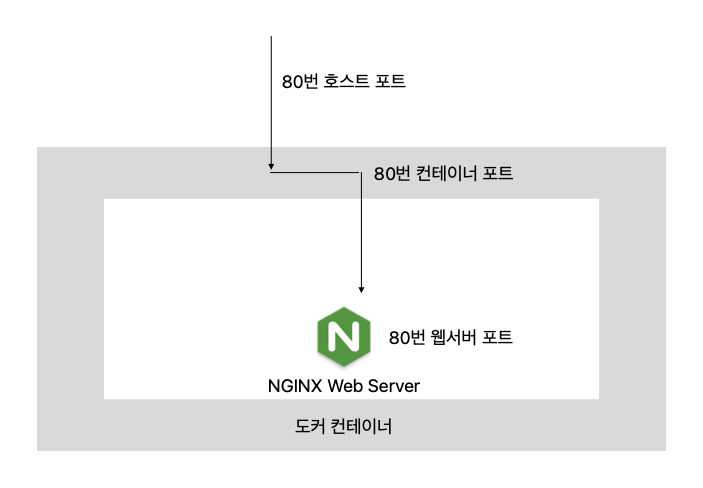 80번 호스트 포트
80번 컨테이너 포트
N
80번 웹서버 포트
NGINX Web Server
도커 컨테이너